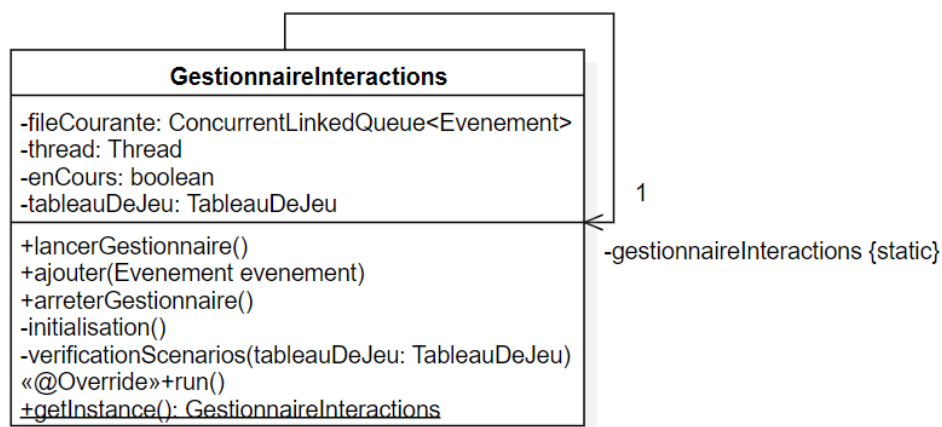 GestionnaireInteractions
-fileCourante: ConcurrentLinkedQueue<Evenement>
-thread: Thread
-enCours: boolean
-tableauDeJeu: TableauDeJeu
1
-gestionnaireInteractions {static}
+lancerGestionnaire()
+ajouter(Evenement evenement)
+arreterGestionnaire()
-initialisation()
-verificationScenarios(tableauDeJeu: TableauDeJeu)
«@Override»+run()
+getInstance(): GestionnaireInteractions